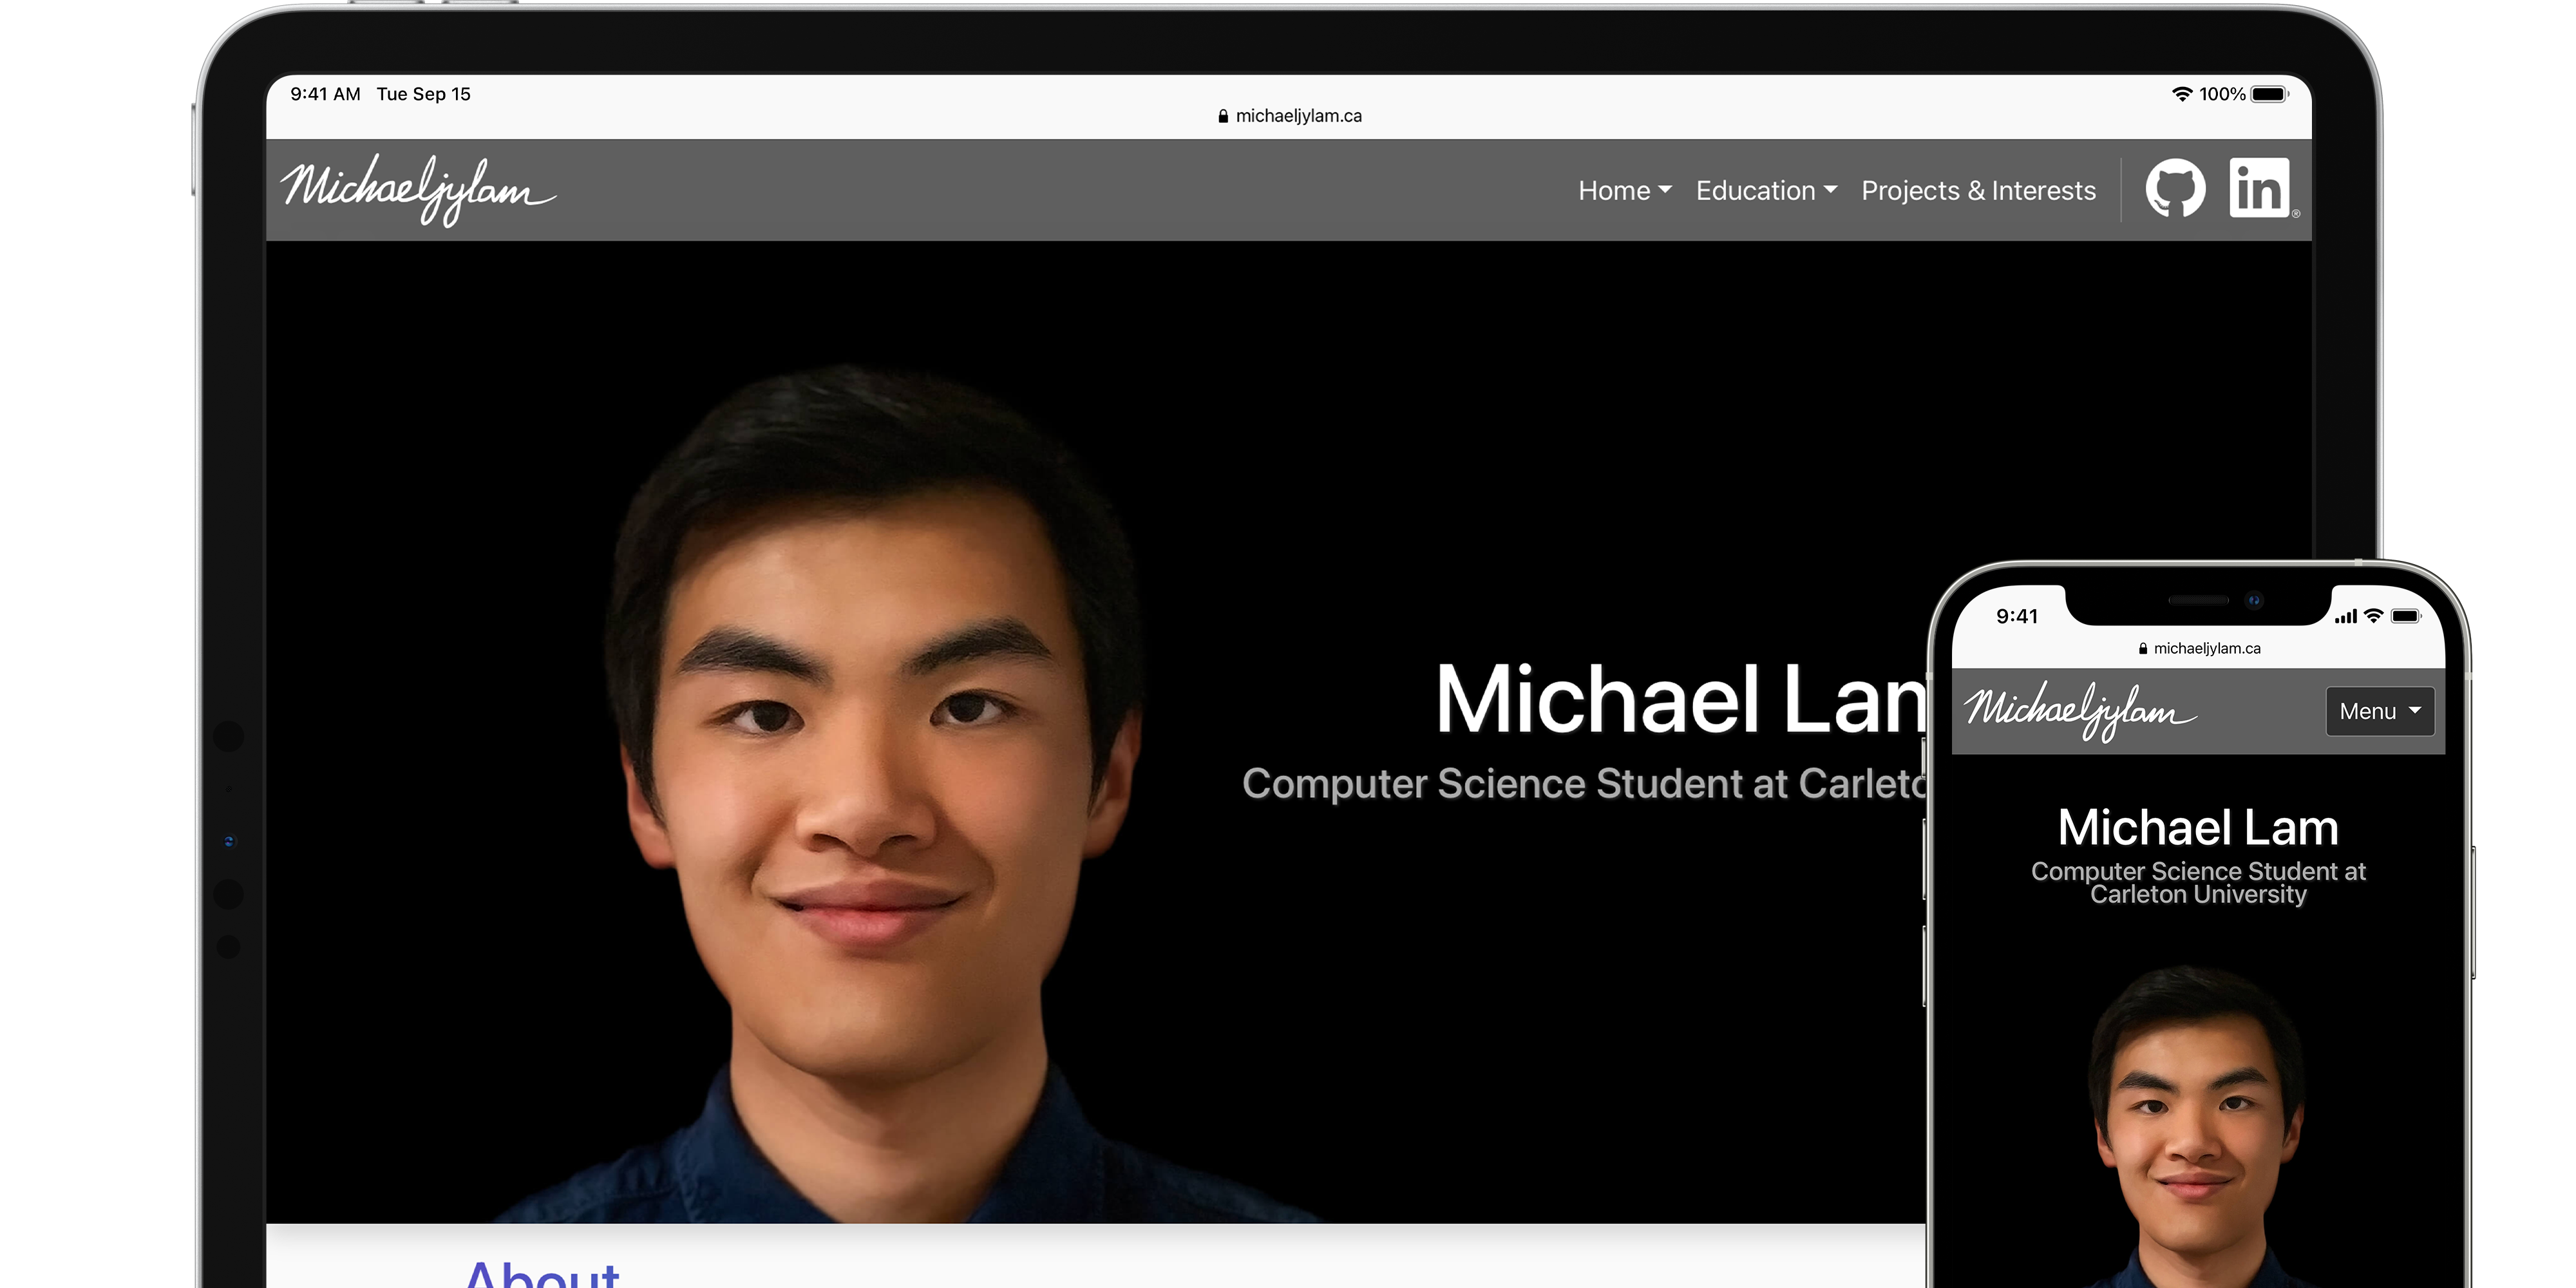 9:41 AM Tue Sep 15
100%
michaeljylam.ca
Michaeljylam
Home Education Projects & Interests
in
®
Michael Lam
Computer Science Student at Carleto
9:41
michaeljylam.ca
Michaeljylam
Menu
Michael Lam
Computer Science Student at
Carleton University
About